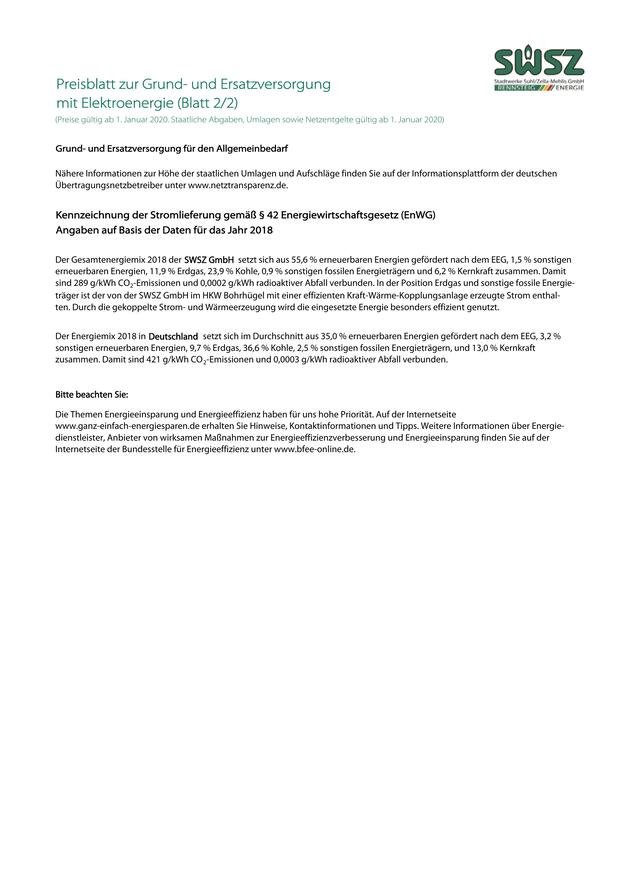 SWSZ
Stadtwerke Suhl/Zella-Mehlis GmbH
RENNSTEIG ENERGIE
Preisblatt zur Grund- und Ersatzversorgung
mit Elektroenergie (Blatt 2/2)
(Preise gültig ab 1. Januar 2020. Staatliche Abgaben, Umlagen sowie Netzentgelte gültig ab 1. Januar 2020)
Grund- und Ersatzversorgung für den Allgemeinbedarf
Nähere Informationen zur Höhe der staatlichen Umlagen und Aufschläge finden Sie auf der Informationsplattform der deutschen
Übertragungsnetzbetreiber unter www.netztransparenz.de.
Kennzeichnung der Stromlieferung gemäß § 42 Energiewirtschaftsgesetz (EnWG)
Angaben auf Basis der Daten für das Jahr 2018
Der Gesamtenergiemix 2018 der SWSZ GmbH setzt sich aus 55,6 % erneuerbaren Energien gefördert nach dem EEG, 1,5 % sonstigen
erneuerbaren Energien, 11,9 % Erdgas, 23,9 % Kohle, 0,9 % sonstigen fossilen Energieträgern und 6,2 % Kernkraft zusammen. Damit
sind 289 g/kWh CO₂-Emissionen und 0,0002 g/kWh radioaktiver Abfall verbunden. In der Position Erdgas und sonstige fossile Energie-
träger ist der von der SWSZ GmbH im HKW Bohrhügel mit einer effizienten Kraft-Wärme-Kopplungsanlage erzeugte Strom enthal-
ten. Durch die gekoppelte Strom- und Wärmeerzeugung wird die eingesetzte Energie besonders effizient genutzt.
Der Energiemix 2018 in Deutschland setzt sich im Durchschnitt aus 35,0 % erneuerbaren Energien gefördert nach dem EEG, 3,2 %
sonstigen erneuerbaren Energien, 9,7 % Erdgas, 36,6 % Kohle, 2,5 % sonstigen fossilen Energieträgern, und 13,0 % Kernkraft
zusammen. Damit sind 421 g/kWh CO₂-Emissionen und 0,0003 g/kWh radioaktiver Abfall verbunden.
Bitte beachten Sie:
Die Themen Energieeinsparung und Energieeffizienz haben für uns hohe Priorität. Auf der Internetseite
www.ganz-einfach-energiesparen.de erhalten Sie Hinweise, Kontaktinformationen und Tipps. Weitere Informationen über Energie-
dienstleister, Anbieter von wirksamen Maßnahmen zur Energieeffizienzverbesserung und Energieeinsparung finden Sie auf der
Internetseite der Bundesstelle für Energieeffizienz unter www.bfee-online.de.